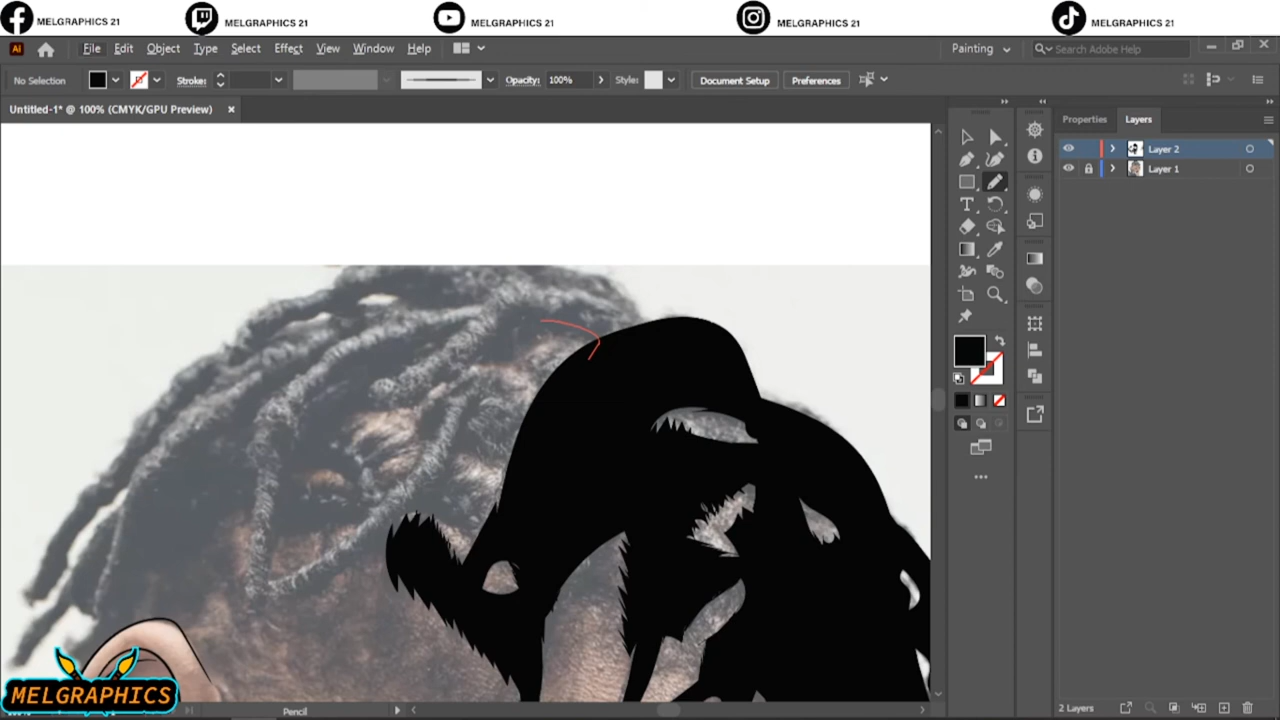 MELGRAPHICS 21
MELGRAPHICS 21
MELGRAPHICS 21
MELGRAPHICS 21
MELGRAPHICS 21
Ai
File Edit Object Type Select Effect View Window Help
Painting
Search Adobe Help
No Selection
Stroke:
Opacity: 100%
Style:
Document Setup
Preferences
Untitled-1* @ 100% (CMYK/GPU Preview)
Properties
Layers
Layer 2
Layer 1
MELGRAPHICS
Pencil
2 Layers